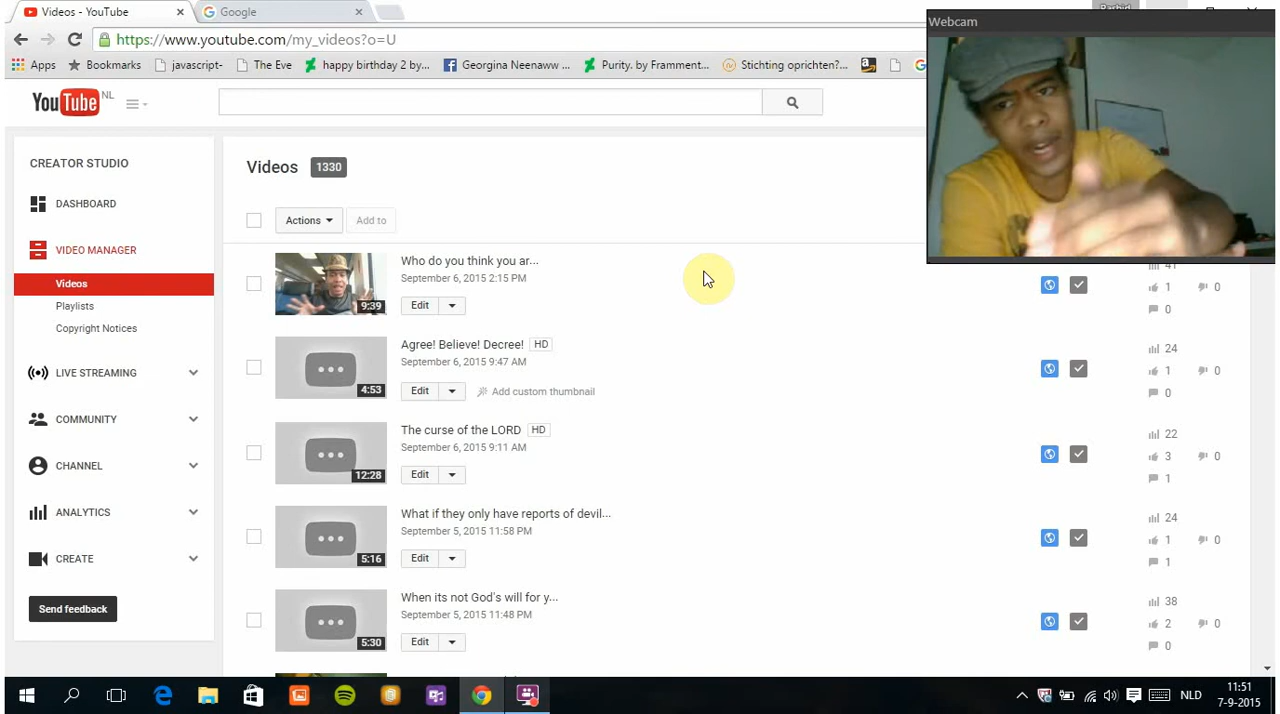 Videos - YouTube
Google
https://www.youtube.com/my_videos?o=U
Apps Bookmarks javascript- The Eve happy birthday 2 by... Georgina Neenaww ... Purity. by Framment... Stichting oprichten?...
Webcam
YouTube NL
CREATOR STUDIO
DASHBOARD
VIDEO MANAGER
Videos
Playlists
Copyright Notices
LIVE STREAMING
COMMUNITY
CHANNEL
ANALYTICS
CREATE
Send feedback
Videos 1330
Actions Add to
Who do you think you ar...
September 6, 2015 2:15 PM
9:39
Edit
41
1 0
0
Agree! Believe! Decree! HD
September 6, 2015 9:47 AM
4:53
Edit Add custom thumbnail
24
1 0
0
The curse of the LORD HD
September 6, 2015 9:11 AM
12:28
Edit
22
3 0
1
What if they only have reports of devil...
September 5, 2015 11:58 PM
5:16
Edit
24
1 0
1
When its not God's will for y...
September 5, 2015 11:48 PM
5:30
Edit
38
2 0
0
NLD
11:51
7-9-2015